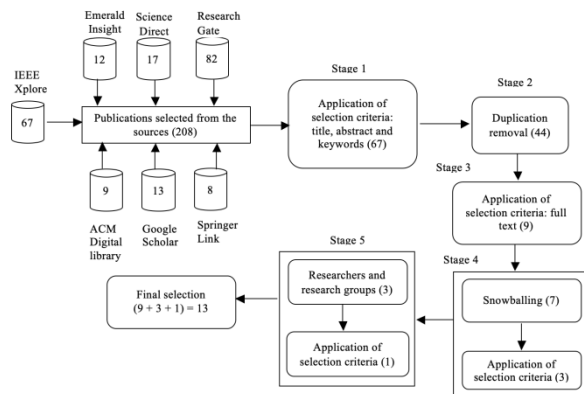 Emerald
Insight
12
Science
Direct
17
Research
Gate
82
IEEE
Xplore
67
Publications selected from the
sources (208)
9
ACM
Digital
library
13
Google
Scholar
8
Springer
Link
Stage 1
Application of
selection criteria:
title, abstract and
keywords (67)
Stage 2
Duplication
removal (44)
Stage 3
Application of
selection criteria: full
text (9)
Stage 4
Snowballing (7)
Application of
selection criteria (3)
Stage 5
Researchers and
research groups (3)
Application of
selection criteria (1)
Final selection
(9 + 3 + 1) = 13